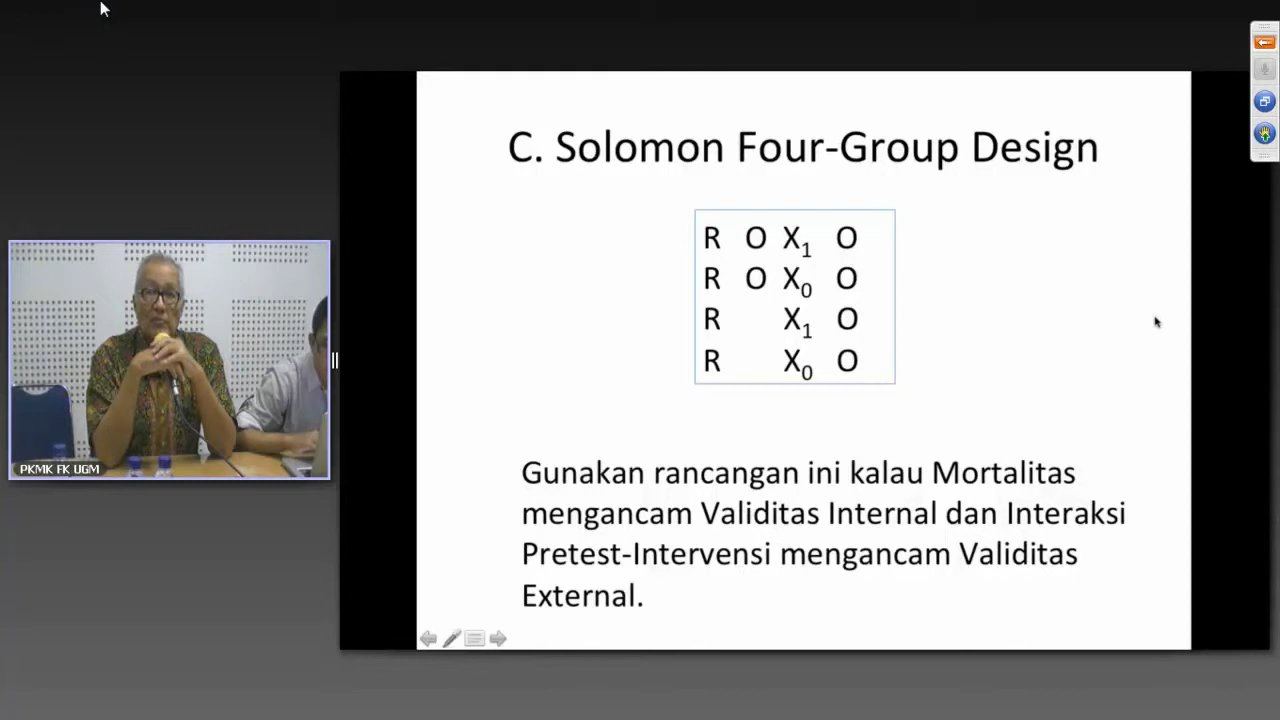 C. Solomon Four-Group Design
R O X₁ O
R O X₀ O
R X₁ O
R X₀ O
Gunakan rancangan ini kalau Mortalitas
mengancam Validitas Internal dan Interaksi
Pretest-Intervensi mengancam Validitas
External.
PKMK FK UGM